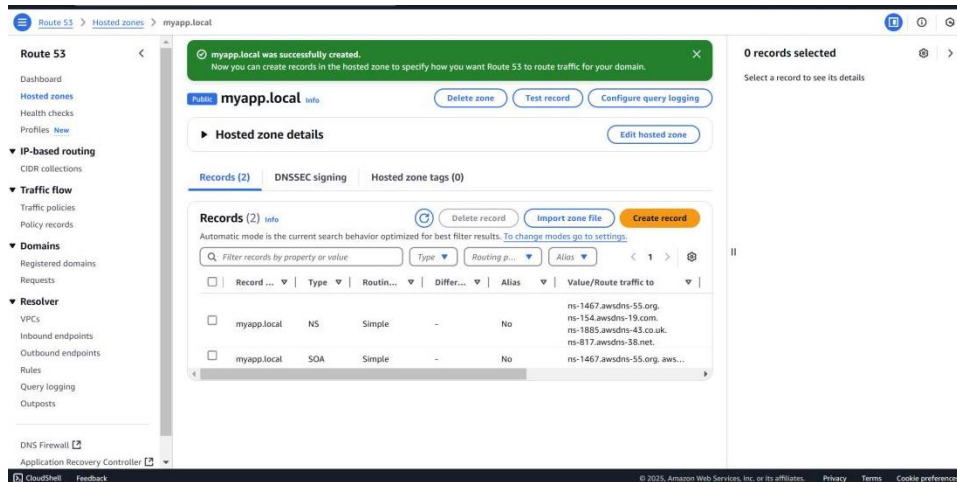 Route 53 > Hosted zones > myapp.local
Route 53
Dashboard
Hosted zones
Health checks
Profiles New
IP-based routing
CIDR collections
Traffic flow
Traffic policies
Policy records
Domains
Registered domains
Requests
Resolver
VPCs
Inbound endpoints
Outbound endpoints
Rules
Query logging
Outposts
DNS Firewall
Application Recovery Controller
myapp.local was successfully created.
Now you can create records in the hosted zone to specify how you want Route 53 to route traffic for your domain.
Public myapp.local Info Delete zone Test record Configure query logging
Hosted zone details Edit hosted zone
Records (2) DNSSEC signing Hosted zone tags (0)
Records (2) Info Delete record Import zone file Create record
Automatic mode is the current search behavior optimized for best filter results. To change modes go to settings.
Filter records by property or value Type Routing p... Alias 1
Record ... Type Routin... Differ... Alias Value/Route traffic to
myapp.local NS Simple - No ns-1467.awsdns-55.org.
ns-154.awsdns-19.com.
ns-1885.awsdns-43.co.uk.
ns-817.awsdns-38.net.
myapp.local SOA Simple - No ns-1467.awsdns-55.org. aws...
0 records selected
Select a record to see its details
CloudShell Feedback © 2025, Amazon Web Services, Inc. or its affiliates. Privacy Terms Cookie preference